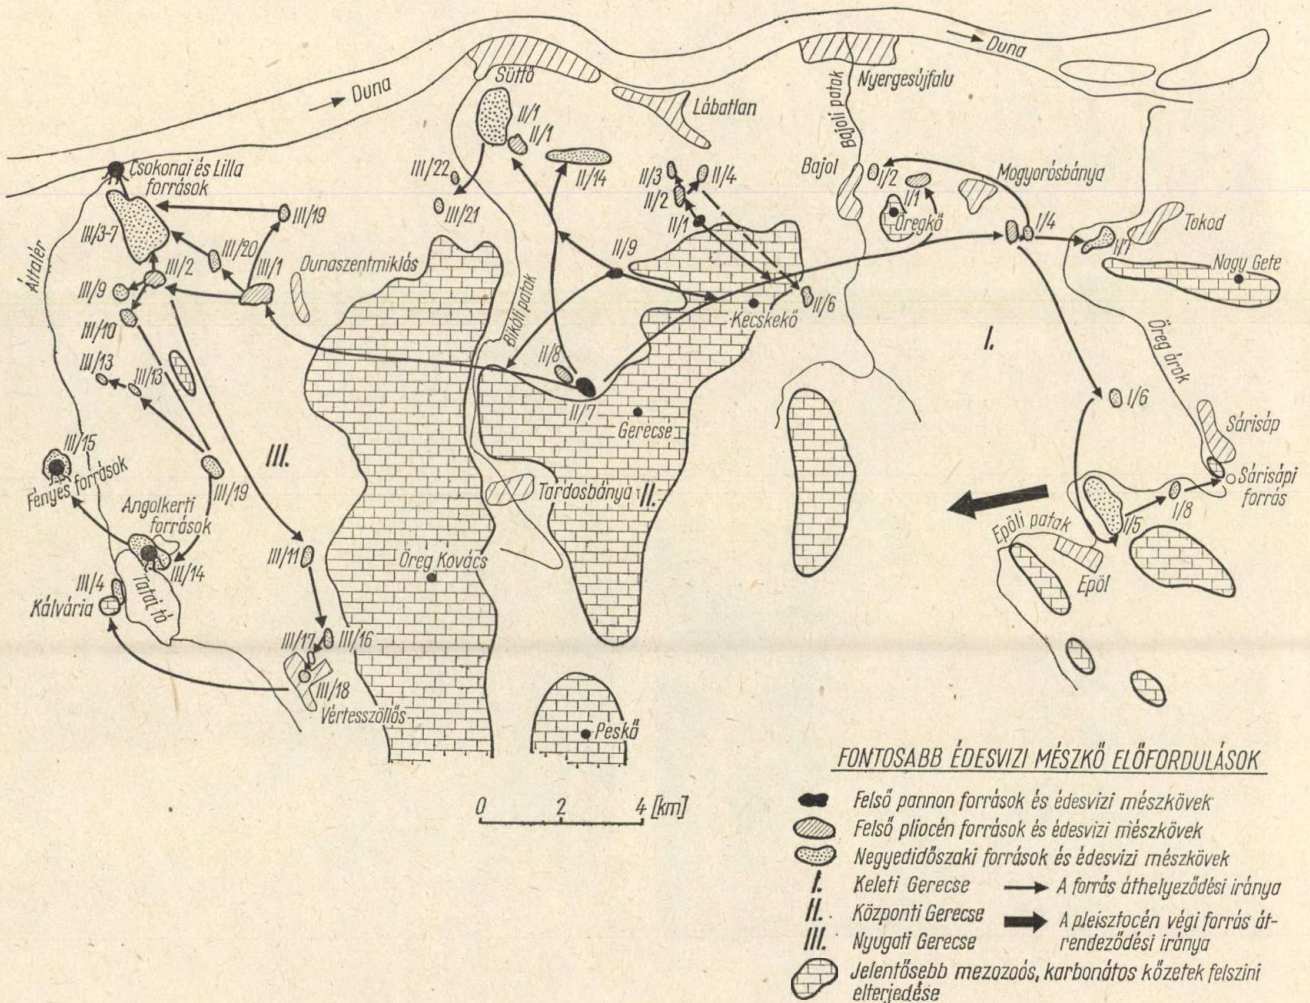 Duna
Duna
Süttő
Lábatlan
Nyergesújfalu
Bajóti patak
II/1
II/1
Csokonai és Lilla
források
III/22
III/21
II/14
II/3
II/4
II/2
II/1
Bajol
I/2
I/1
Öregkő
Mogyorósbánya
I/4
I/7
Tokod
Nagy Gete
III/3-7
III/19
III/20
III/2
III/1
Dunaszentmiklós
Általér
III/9
III/10
Bikóli patak
II/9
Kecskekő
II/6
I.
Öreg árok
III/13
III/13
II/8
II/7
Gerecse
I/6
III/15
Fényes források
III.
III/19
Angolkerti
források
III/14
Tardosbánya
II.
Sárisáp
Sárisápi
forrás
I/8
I/5
Epöli patak
Epöl
III/11
Öreg Kovács
III/4
Kálvária
Tatai tó
III/17
III/16
III/18
Vértesszöllős
Peskő
0 2 4 [km]
FONTOSABB ÉDESVIZI MÉSZKŐ ELŐFORDULÁSOK
Felső pannon források és édesvizi mészkövek
Felső pliocén források és édesvizi mészkövek
Negyedidőszaki források és édesvizi mészkövek
I. Keleti Gerecse
A forrás áthelyeződési iránya
II. Központi Gerecse
A pleisztocén végi forrás át-
rendeződési iránya
III. Nyugati Gerecse
Jelentősebb mezozoós, karbonátos kőzetek felszini
elterjedése